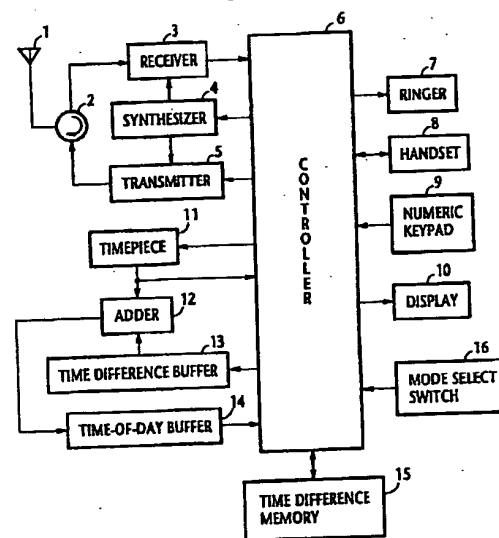 1
2
3
RECEIVER
4
SYNTHESIZER
5
TRANSMITTER
11
TIMEPIECE
ADDER
12
13
TIME DIFFERENCE BUFFER
14
TIME-OF-DAY BUFFER
6
CONTROLLER
7
RINGER
8
HANDSET
9
NUMERIC
KEYPAD
10
DISPLAY
16
MODE SELECT
SWITCH
15
TIME DIFFERENCE
MEMORY